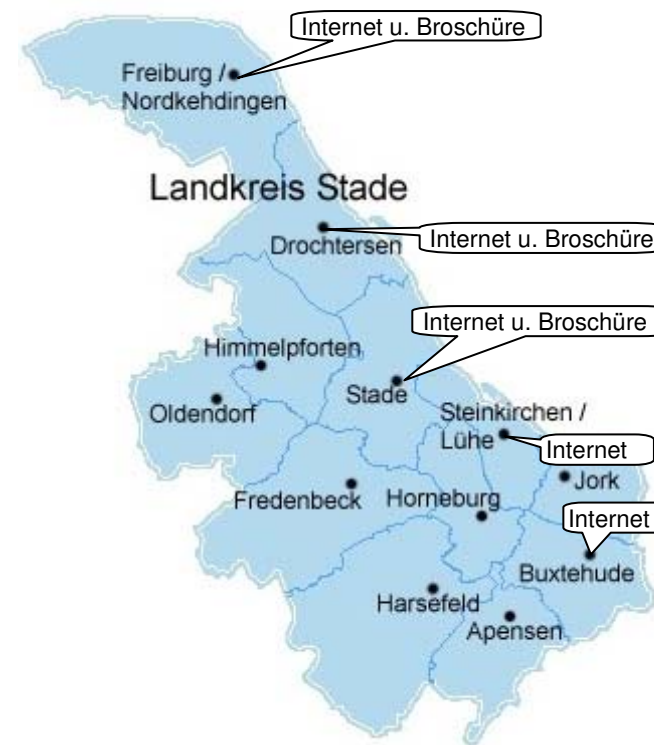 Internet u. Broschüre
Freiburg /
Nordkehdingen
Landkreis Stade
Drochtersen
Internet u. Broschüre
Internet u. Broschüre
Himmelpforten
Stade
Oldendorf
Steinkirchen /
Lühe
Internet
Jork
Fredenbeck
Horneburg
Internet
Buxtehude
Harsefeld
Apensen